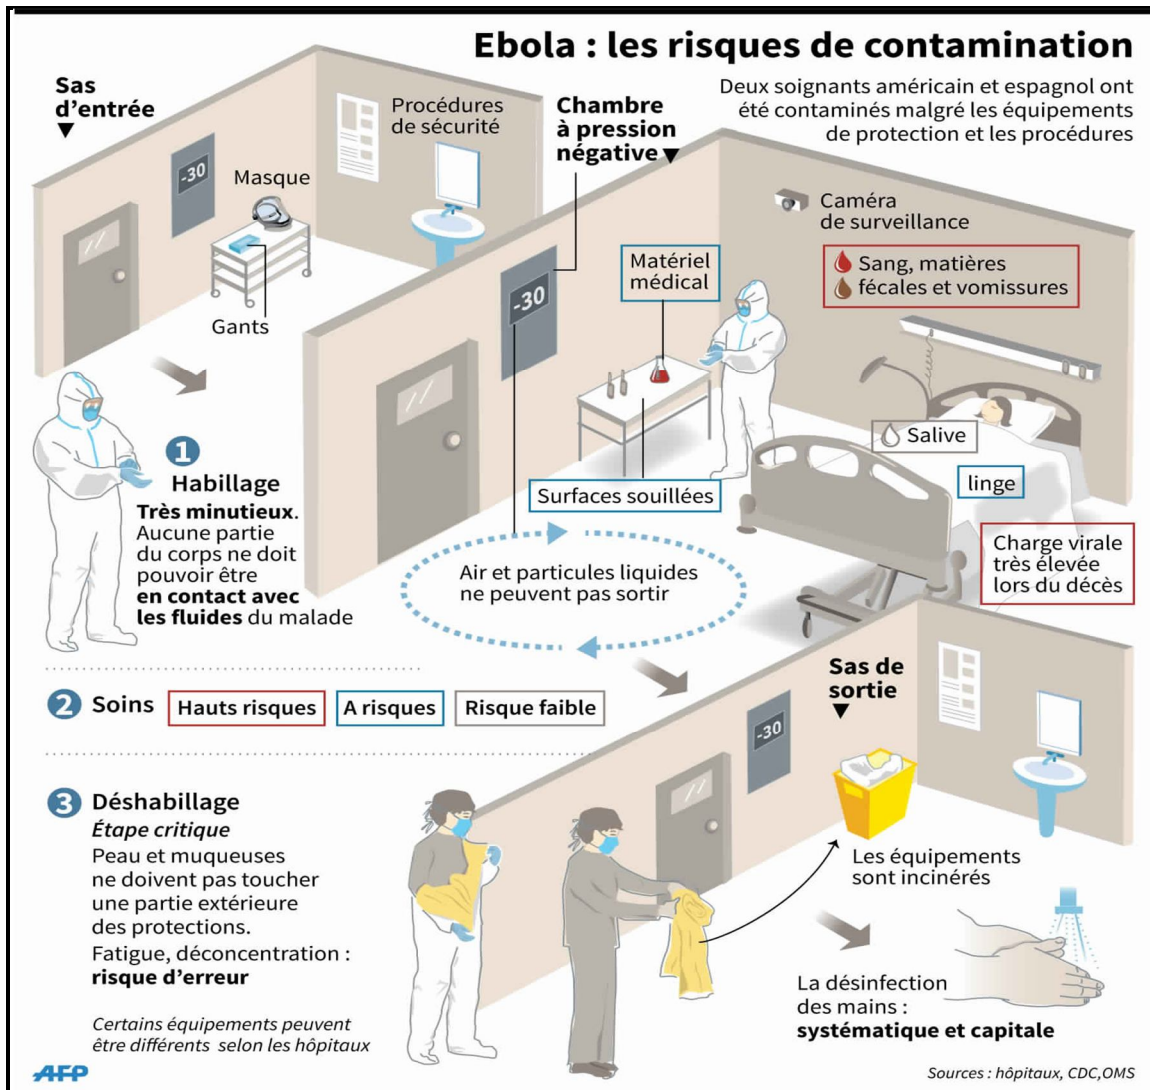 Ebola : les risques de contamination
Deux soignants américain et espagnol ont
été contaminés malgré les équipements
de protection et les procédures
Sas
d'entrée
Procédures
de sécurité
-30
Masque
Gants
Chambre
à pression
négative
-30
Caméra
de surveillance
Matériel
médical
Sang, matières
fécales et vomissures
Salive
linge
Surfaces souillées
Charge virale
très élevée
lors du décès
Air et particules liquides
ne peuvent pas sortir
1
Habillage
Très minutieux.
Aucune partie
du corps ne doit
pouvoir être
en contact avec
les fluides du malade
2 Soins Hauts risques A risques Risque faible
Sas de
sortie
-30
3 Déshabillage
Étape critique
Peau et muqueuses
ne doivent pas toucher
une partie extérieure
des protections.
Fatigue, déconcentration :
risque d'erreur
Les équipements
sont incinérés
La désinfection
des mains :
systématique et capitale
Certains équipements peuvent
être différents selon les hôpitaux
AFP
Sources : hôpitaux, CDC,OMS